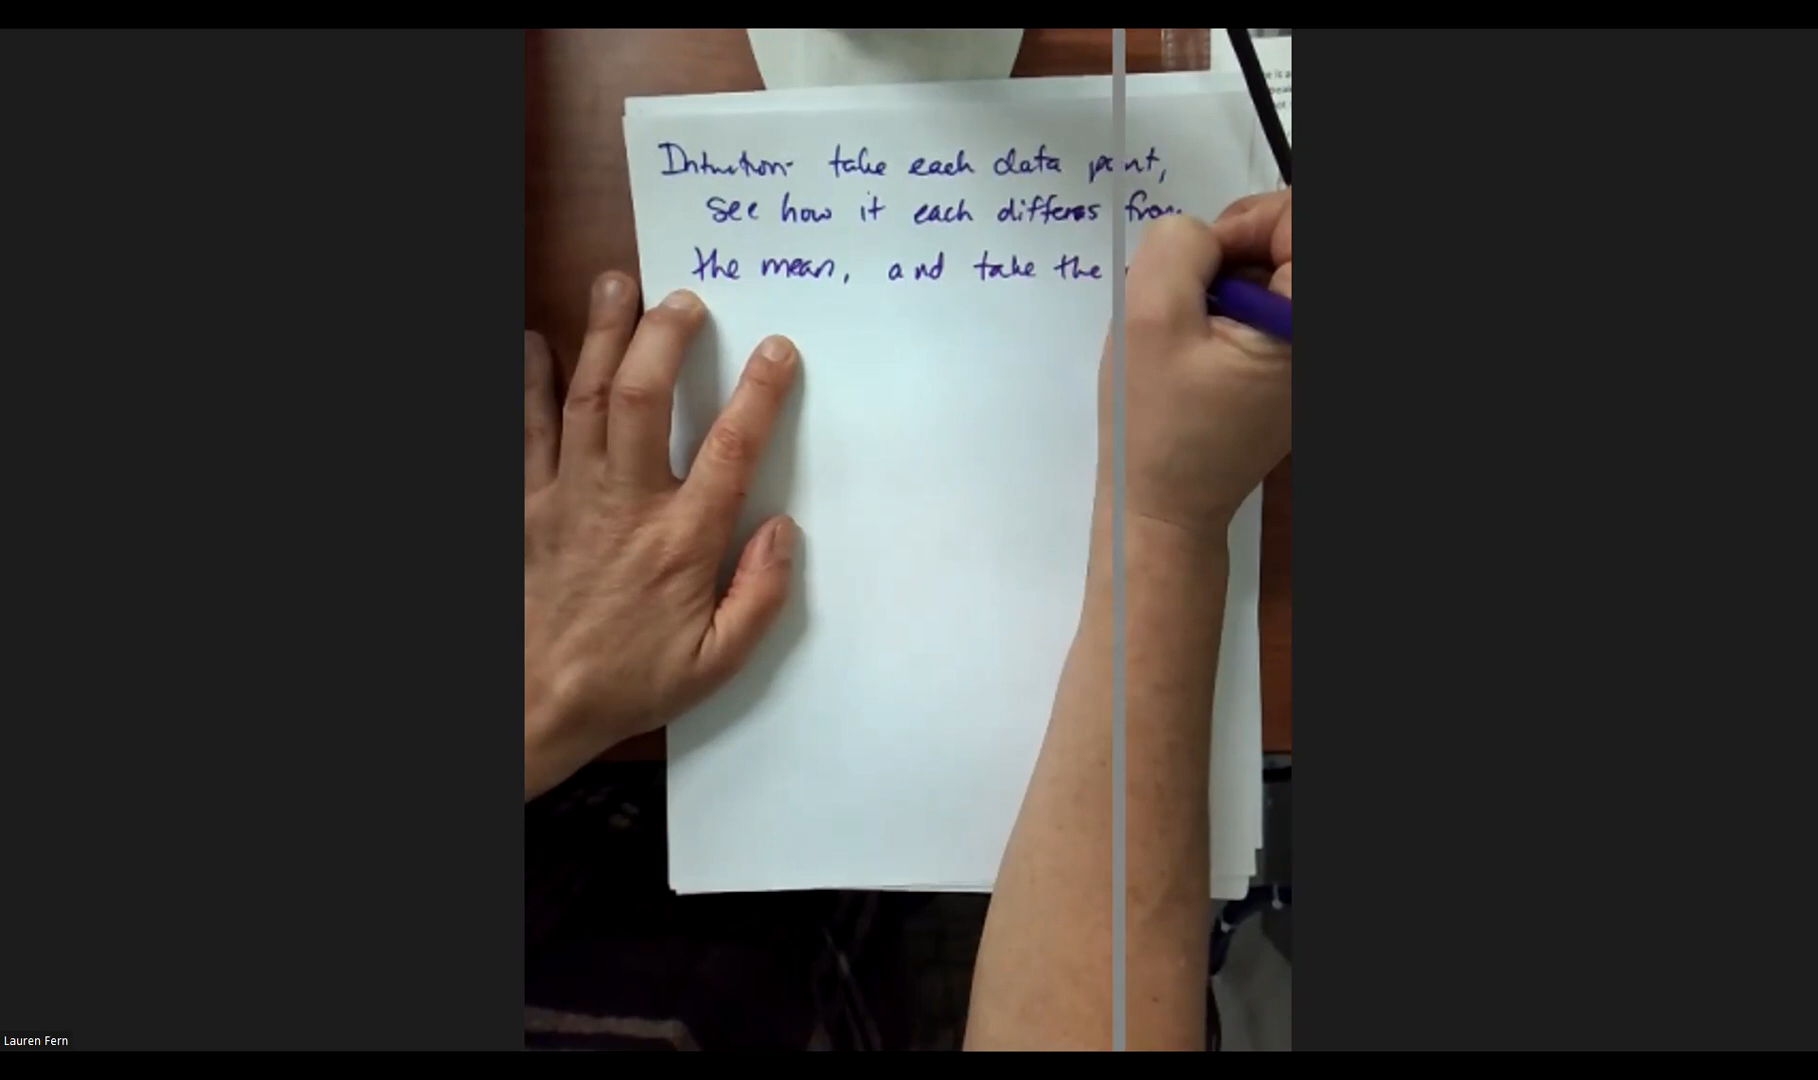 Intuition- take each data point,
see how it each differs from
the mean, and take the
Lauren Fern